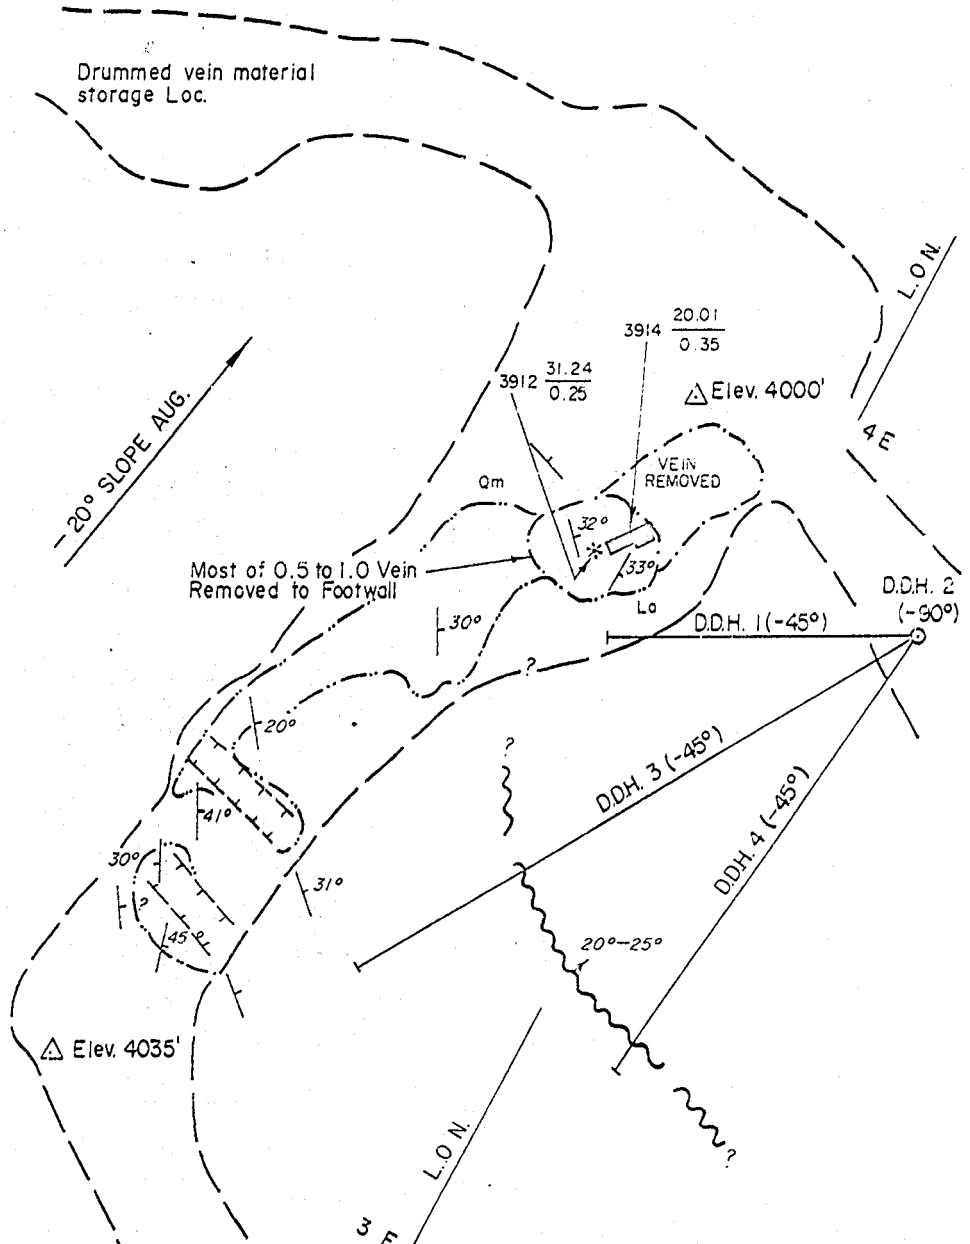 Drummed vein material
storage Loc.
L.O N.
3914 20.01
0.35
3912 31.24
0.25
Elev. 4000'
4 E
-20° SLOPE AUG.
VEIN
REMOVED
Qm
32°
Most of 0.5 to 1.0 Vein
Removed to Footwall
33°
La
D.D.H. 2
(-90°)
D.D.H. 1 (-45°)
30°
?
20°
?
D.D.H. 3 (-45°)
D.D.H. 4 (-45°)
41°
30°
31°
?
45°
20°-25°
Elev. 4035'
L.O N.
?
3 E